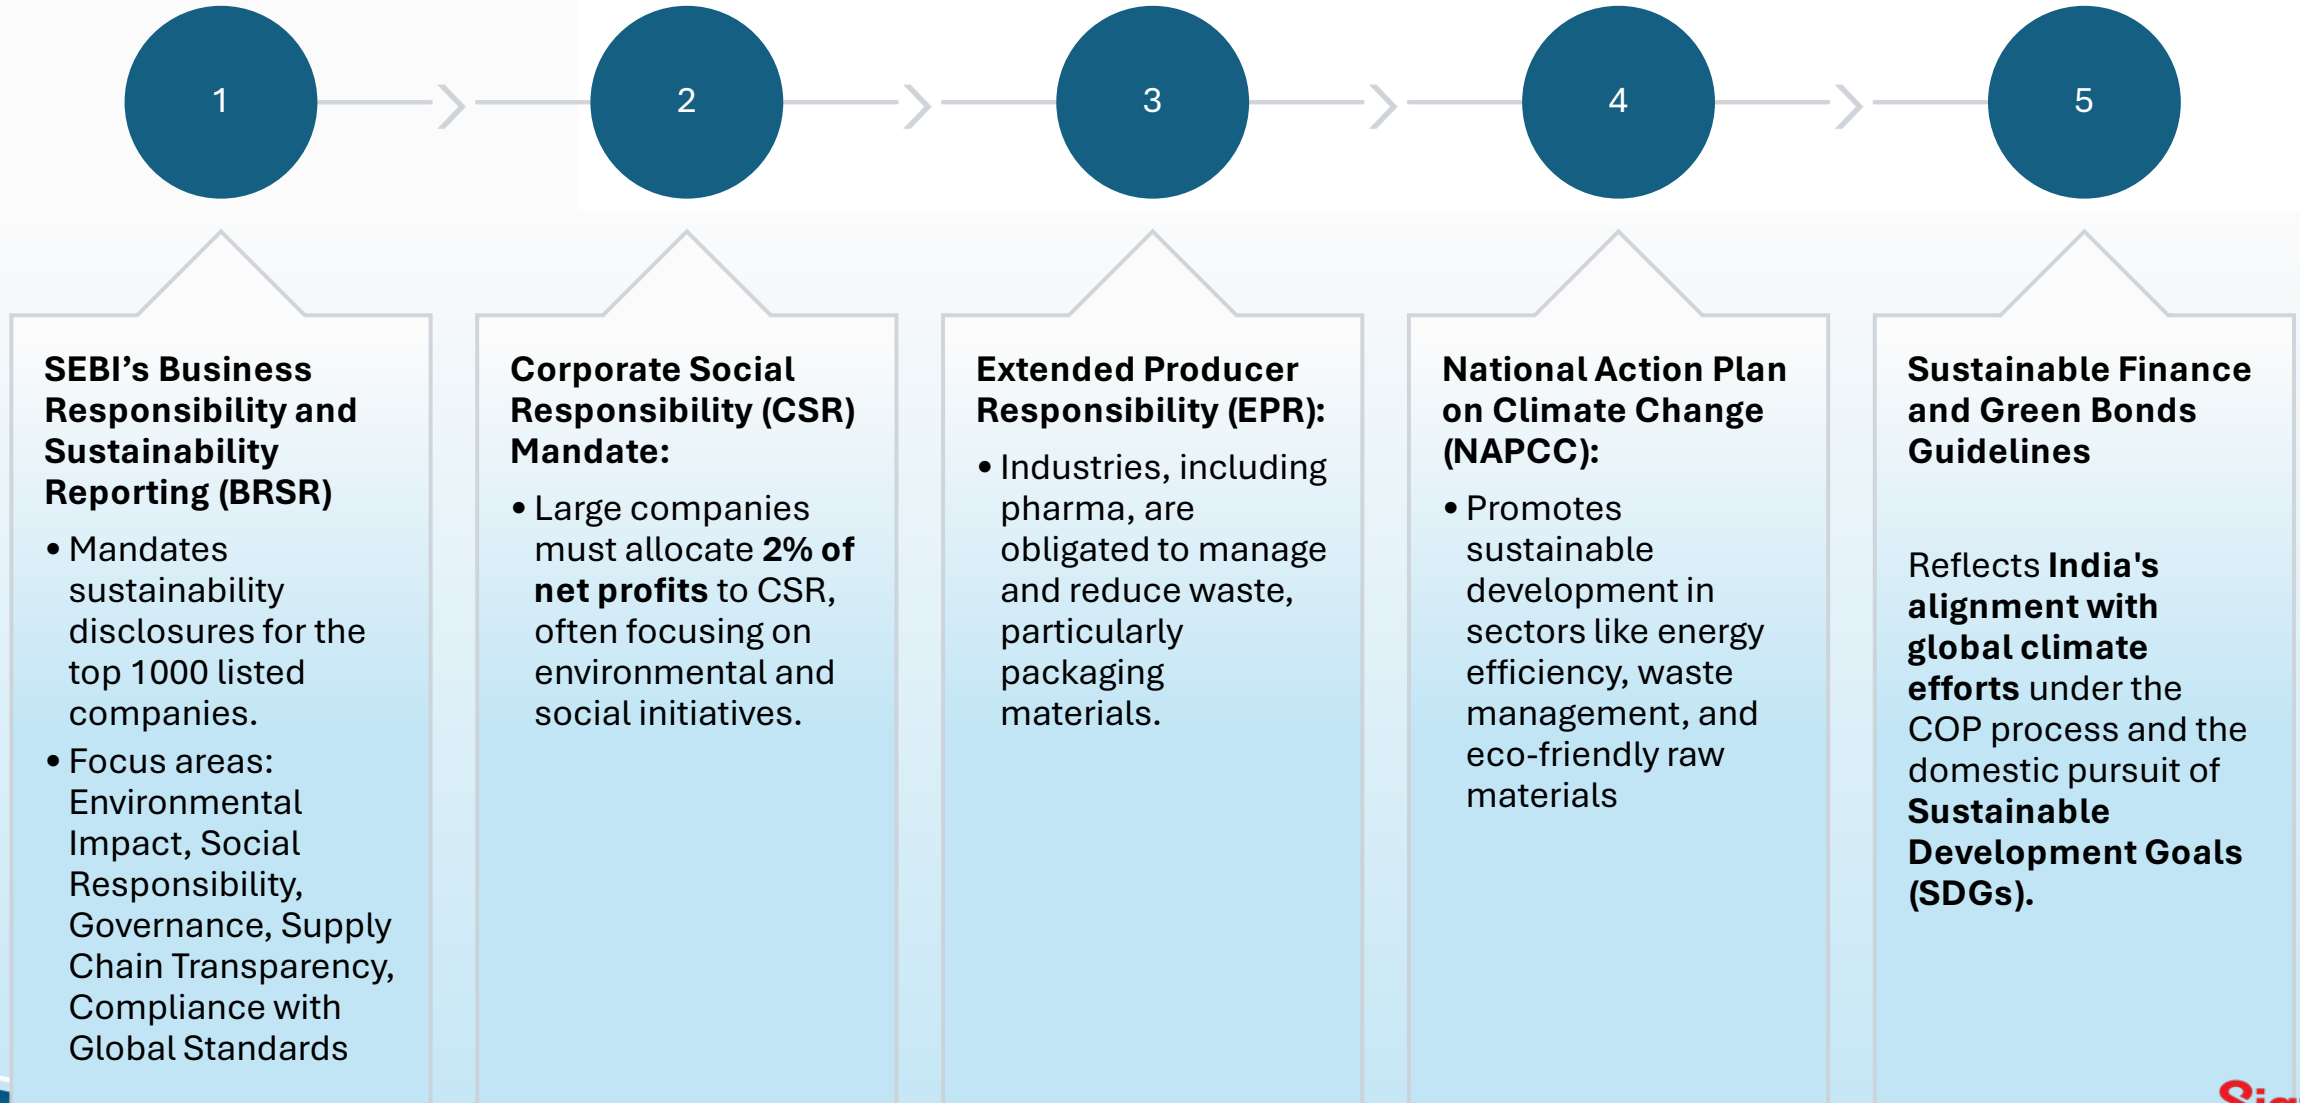 1
2
3
4
5
SEBI’s Business
Responsibility and
Sustainability
Reporting (BRSR)
• Mandates
sustainability
disclosures for the
top 1000 listed
companies.
• Focus areas:
Environmental
Impact, Social
Responsibility,
Governance, Supply
Chain Transparency,
Compliance with
Global Standards
Corporate Social
Responsibility (CSR)
Mandate:
• Large companies
must allocate 2% of
net profits to CSR,
often focusing on
environmental and
social initiatives.
Extended Producer
Responsibility (EPR):
• Industries, including
pharma, are
obligated to manage
and reduce waste,
particularly
packaging
materials.
National Action Plan
on Climate Change
(NAPCC):
• Promotes
sustainable
development in
sectors like energy
efficiency, waste
management, and
eco-friendly raw
materials
Sustainable Finance
and Green Bonds
Guidelines
Reflects India's
alignment with
global climate
efforts under the
COP process and the
domestic pursuit of
Sustainable
Development Goals
(SDGs).